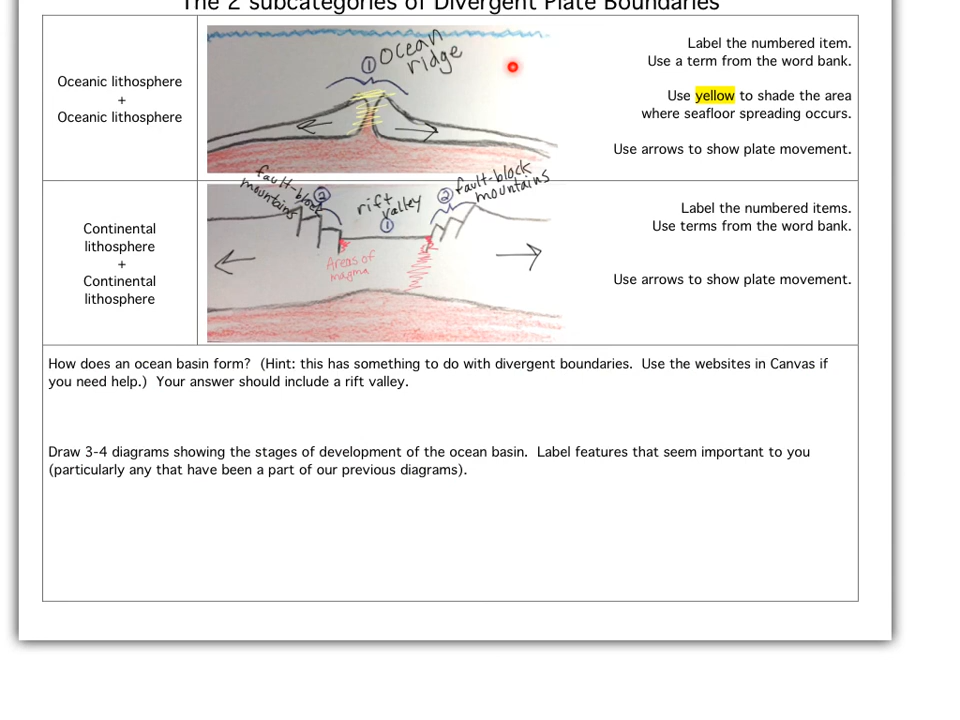 The 2 subcategories of Divergent Plate Boundaries
Oceanic lithosphere
+
Oceanic lithosphere
① Ocean
ridge
Label the numbered item.
Use a term from the word bank.
Use yellow to shade the area
where seafloor spreading occurs.
Use arrows to show plate movement.
Continental
lithosphere
+
Continental
lithosphere
fault-block
mountains
②
rift
valley
①
② fault-block
mountains
Areas of
magma
Label the numbered items.
Use terms from the word bank.
Use arrows to show plate movement.
How does an ocean basin form?  (Hint: this has something to do with divergent boundaries.  Use the websites in Canvas if
you need help.)  Your answer should include a rift valley.
Draw 3-4 diagrams showing the stages of development of the ocean basin.  Label features that seem important to you
(particularly any that have been a part of our previous diagrams).